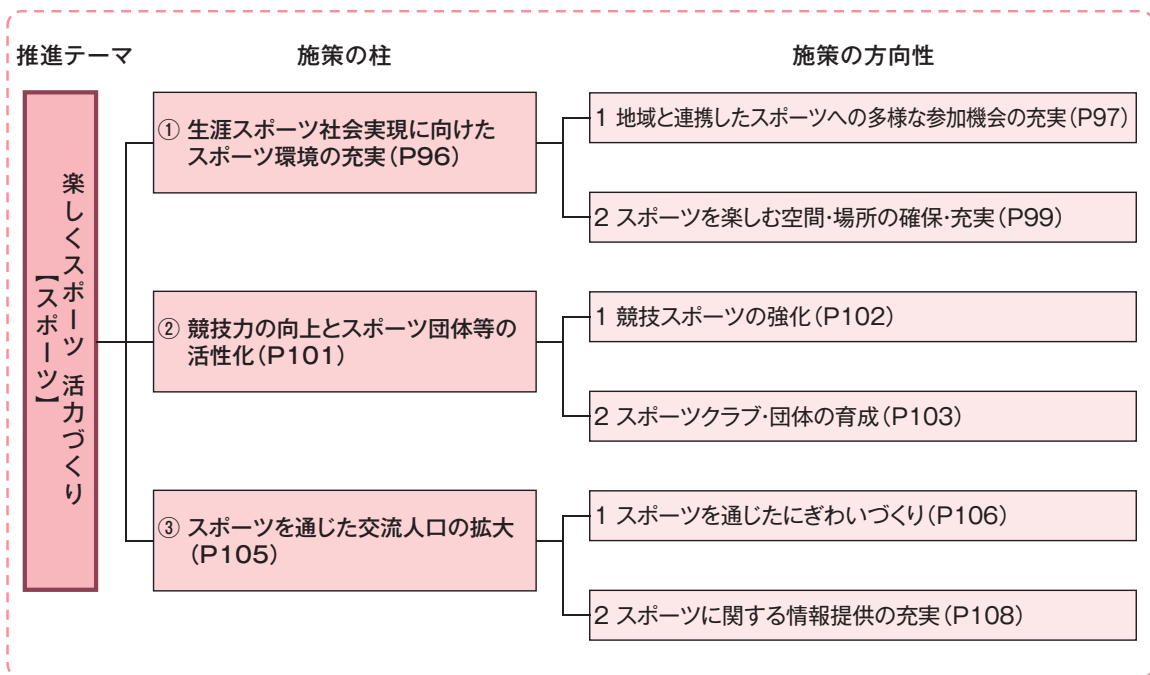 推進テーマ
施策の柱
施策の方向性
楽しくスポーツ 活力づくり
【スポーツ】
① 生涯スポーツ社会実現に向けた
スポーツ環境の充実(P96)
1 地域と連携したスポーツへの多様な参加機会の充実(P97)
2 スポーツを楽しむ空間・場所の確保・充実(P99)
② 競技力の向上とスポーツ団体等の
活性化(P101)
1 競技スポーツの強化(P102)
2 スポーツクラブ・団体の育成(P103)
③ スポーツを通じた交流人口の拡大
(P105)
1 スポーツを通じたにぎわいづくり(P106)
2 スポーツに関する情報提供の充実(P108)